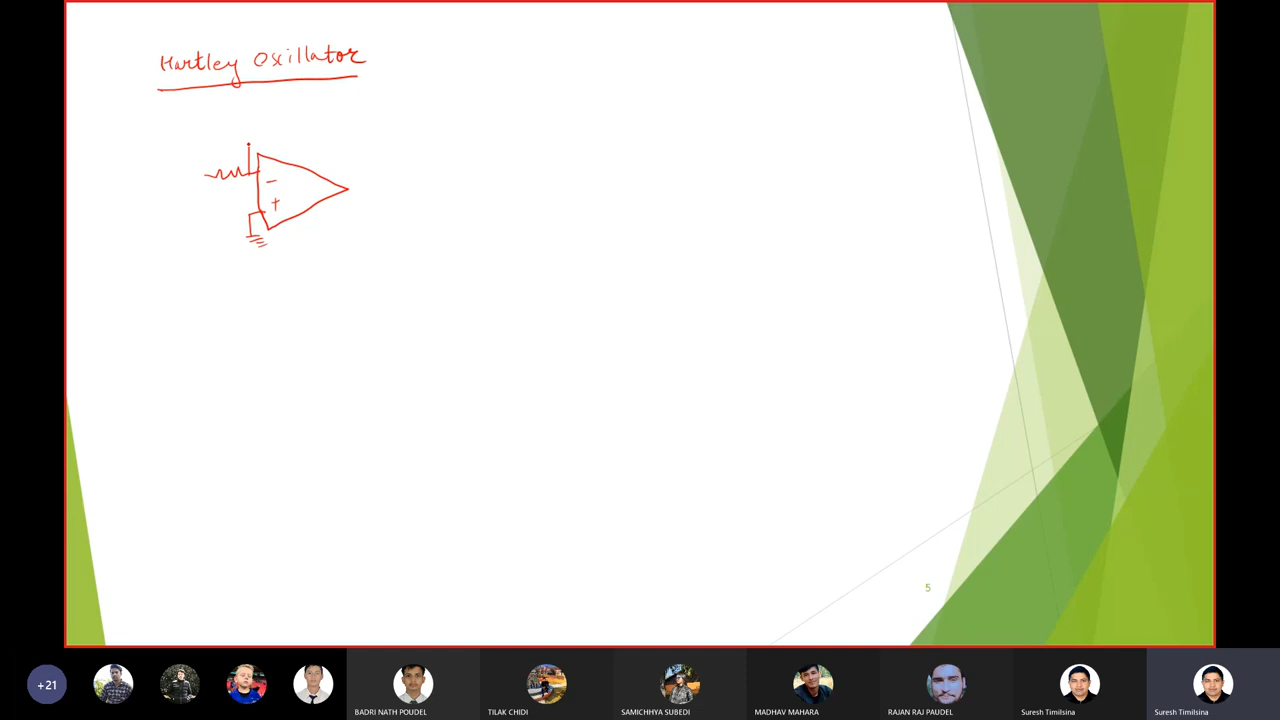 Hartley Oscillator
-
+
5
+21
BADRI NATH POUDEL
TILAK CHIDI
SAMICHHYA SUBEDI
MADHAV MAHARA
RAJAN RAJ PAUDEL
Suresh Timilsina
Suresh Timilsina